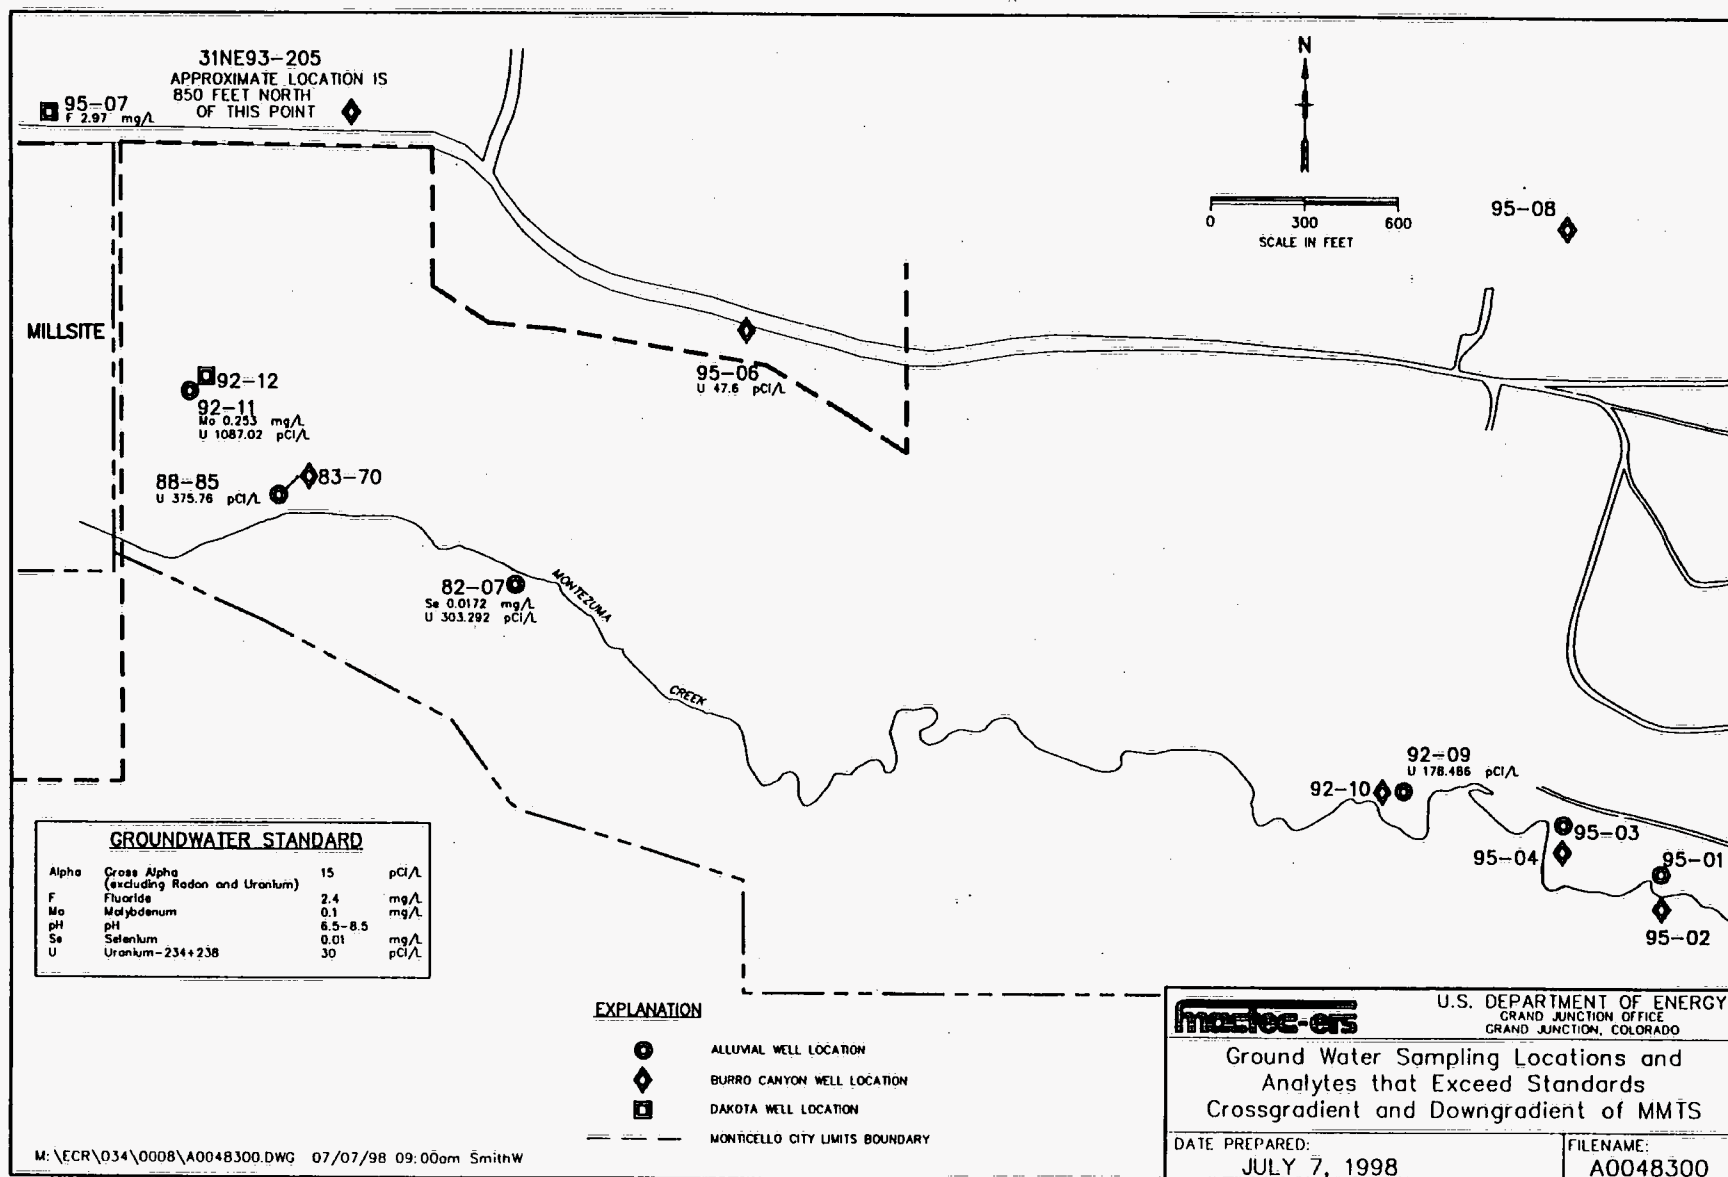 31NE93-205
APPROXIMATE LOCATION IS
850 FEET NORTH
OF THIS POINT
95-07
F 2.97 mg/L
N
0 300 600
SCALE IN FEET
95-08
MILLSITE
95-06
U 47.6 pCi/L
92-12
92-11
Mo 0.253 mg/L
U 1087.02 pCi/L
88-85
U 375.76 pCi/L
83-70
82-07
Se 0.0172 mg/L
U 303.292 pCi/L
MONTEZUMA
CREEK
92-09
U 178.486 pCi/L
92-10
95-03
95-04
95-01
95-02
GROUNDWATER STANDARD
Alpha Gross Alpha 15 pCi/L
(excluding Radon and Uranium)
F Fluoride 2.4 mg/L
Mo Molybdenum 0.1 mg/L
pH pH 6.5-8.5
Se Selenium 0.01 mg/L
U Uranium-234+238 30 pCi/L
EXPLANATION
ALLUVIAL WELL LOCATION
BURRO CANYON WELL LOCATION
DAKOTA WELL LOCATION
MONTICELLO CITY LIMITS BOUNDARY
mactec-ers
U.S. DEPARTMENT OF ENERGY
GRAND JUNCTION OFFICE
GRAND JUNCTION, COLORADO
Ground Water Sampling Locations and
Analytes that Exceed Standards
Crossgradient and Downgradient of MMTS
DATE PREPARED:
JULY 7, 1998
FILENAME:
A0048300
M:\ECR\034\0008\A0048300.DWG 07/07/98 09:00am SmithW